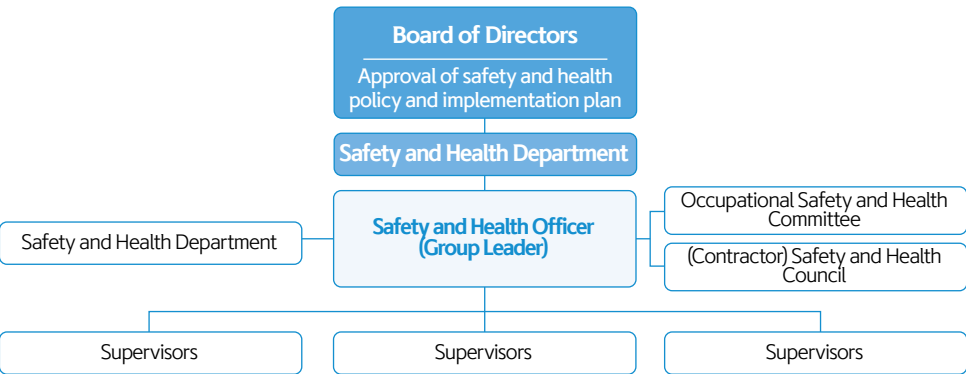 Board of Directors
Approval of safety and health
policy and implementation plan
Safety and Health Department
Safety and Health Department
Safety and Health Officer
(Group Leader)
Occupational Safety and Health
Committee
(Contractor) Safety and Health
Council
Supervisors
Supervisors
Supervisors